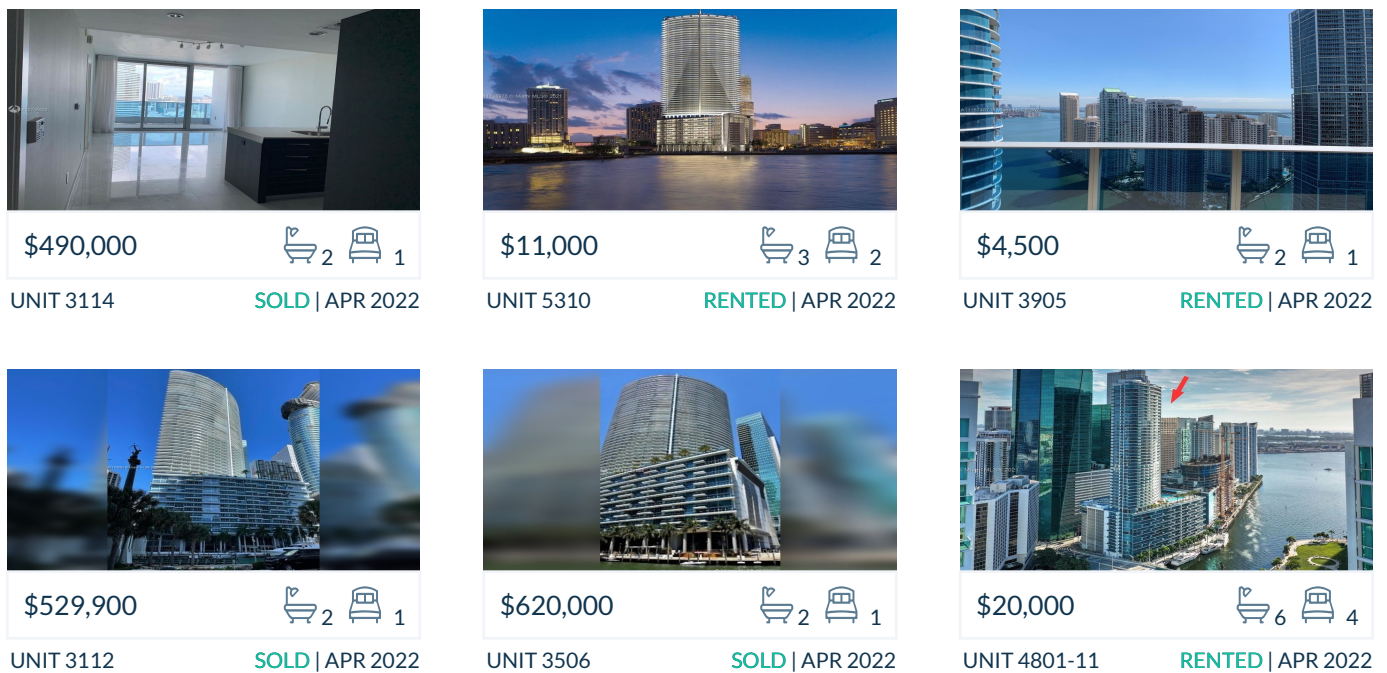 $490,000 2 1
UNIT 3114 SOLD | APR 2022
$11,000 3 2
UNIT 5310 RENTED | APR 2022
$4,500 2 1
UNIT 3905 RENTED | APR 2022
$529,900 2 1
UNIT 3112 SOLD | APR 2022
$620,000 2 1
UNIT 3506 SOLD | APR 2022
$20,000 6 4
UNIT 4801-11 RENTED | APR 2022